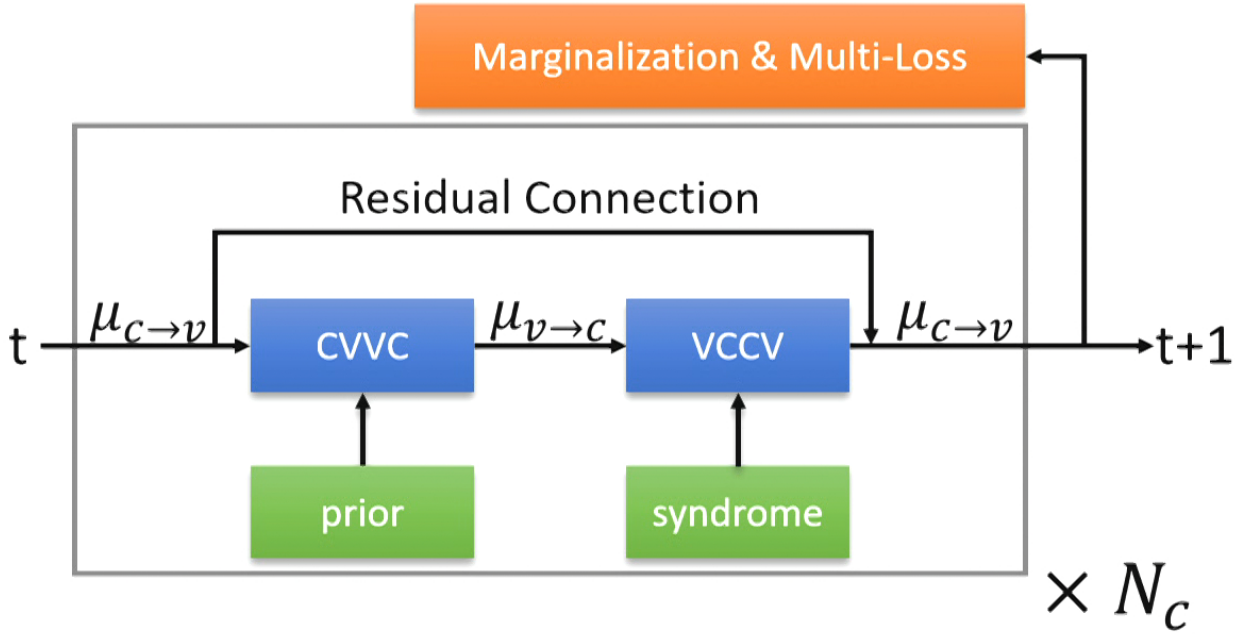 Marginalization & Multi-Loss
Residual Connection
t μc→v CVVC μv→c VCCV μc→v t+1
prior syndrome
× Nc